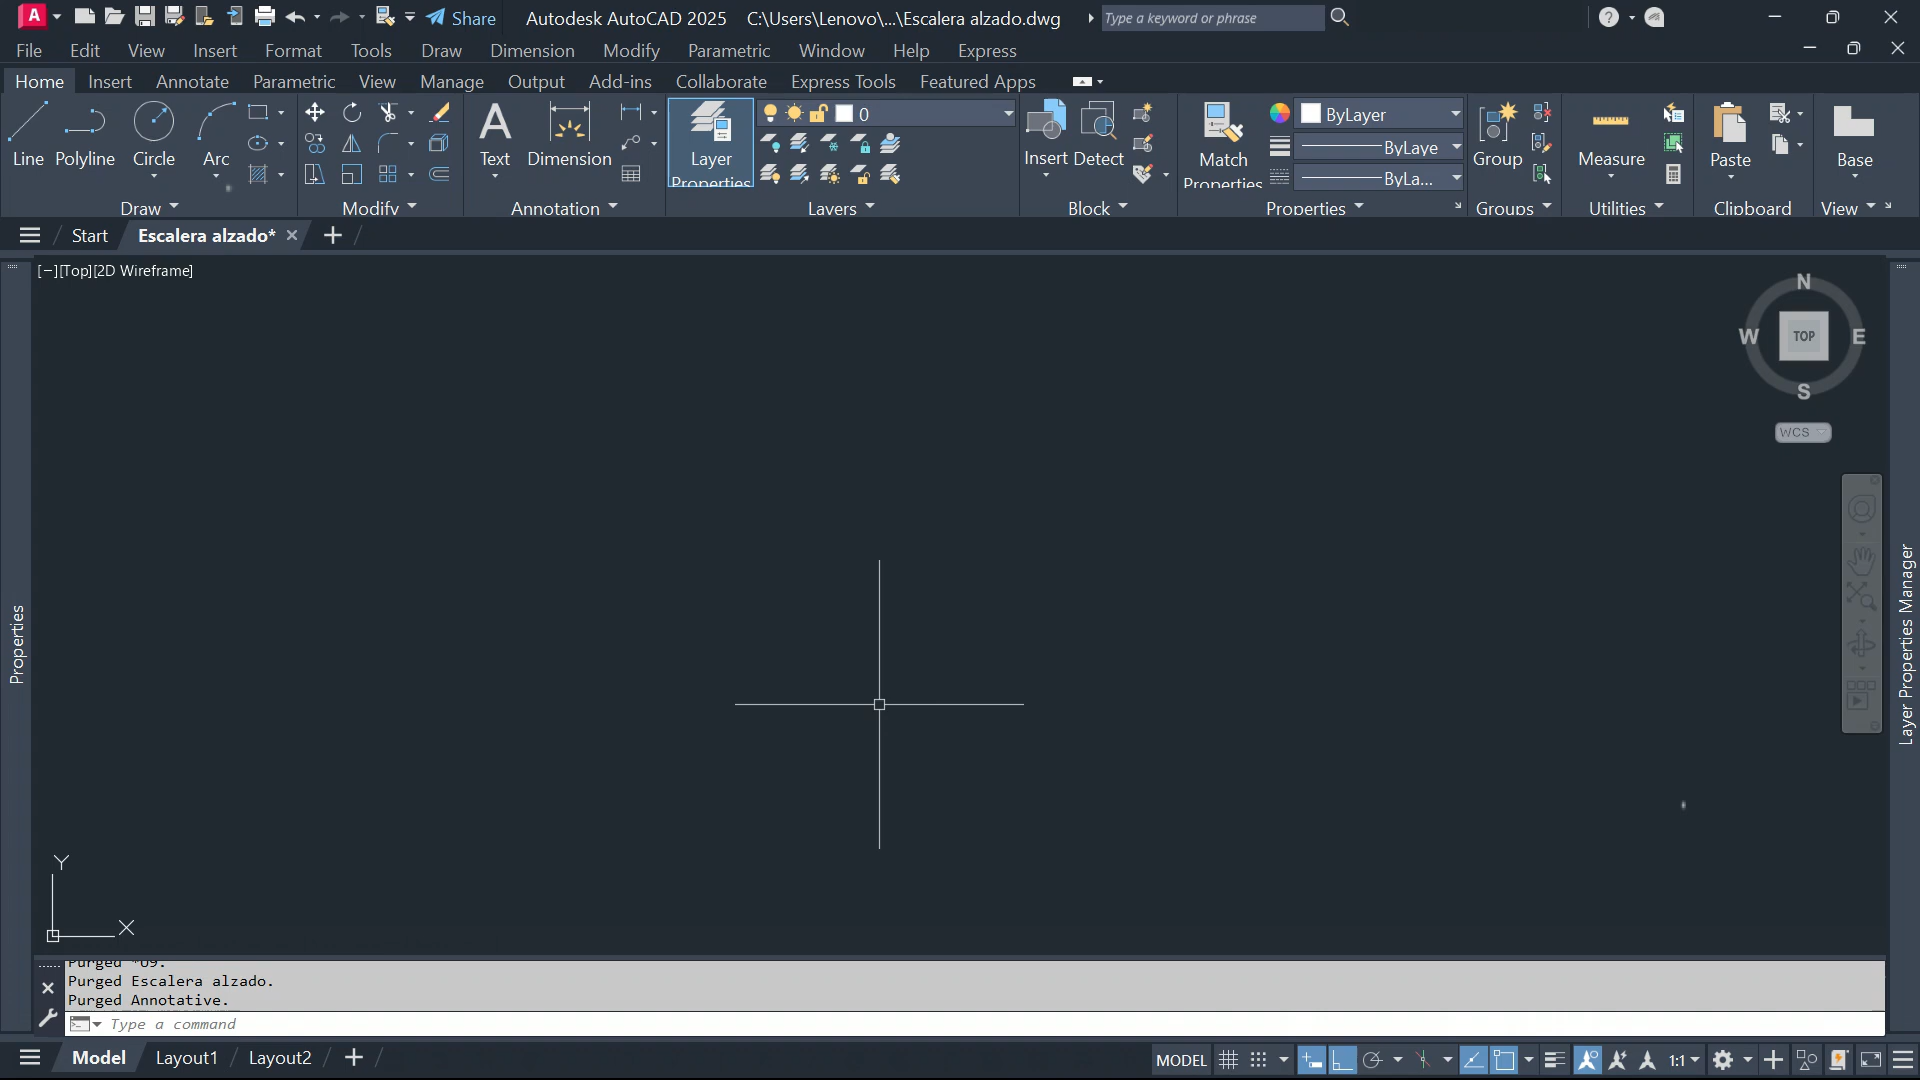 A Share Autodesk AutoCAD 2025 C:\Users\Lenovo\...\Escalera alzado.dwg Type a keyword or phrase
File Edit View Insert Format Tools Draw Dimension Modify Parametric Window Help Express
Home Insert Annotate Parametric View Manage Output Add-ins Collaborate Express Tools Featured Apps
0 ByLayer
ByLaye
Line Polyline Circle Arc Text Dimension Layer Properties Insert Detect Match Properties Group Measure Paste Base
ByLa...
Draw Modify Annotation Layers Block Properties Groups Utilities Clipboard View
Start Escalera alzado*
[−][Top][2D Wireframe]
N
W TOP E
S
WCS
Properties
Layer Properties Manager
Y
X
Purged *U9.
Purged Escalera alzado.
Purged Annotative.
Type a command
Model Layout1 Layout2 MODEL 1:1